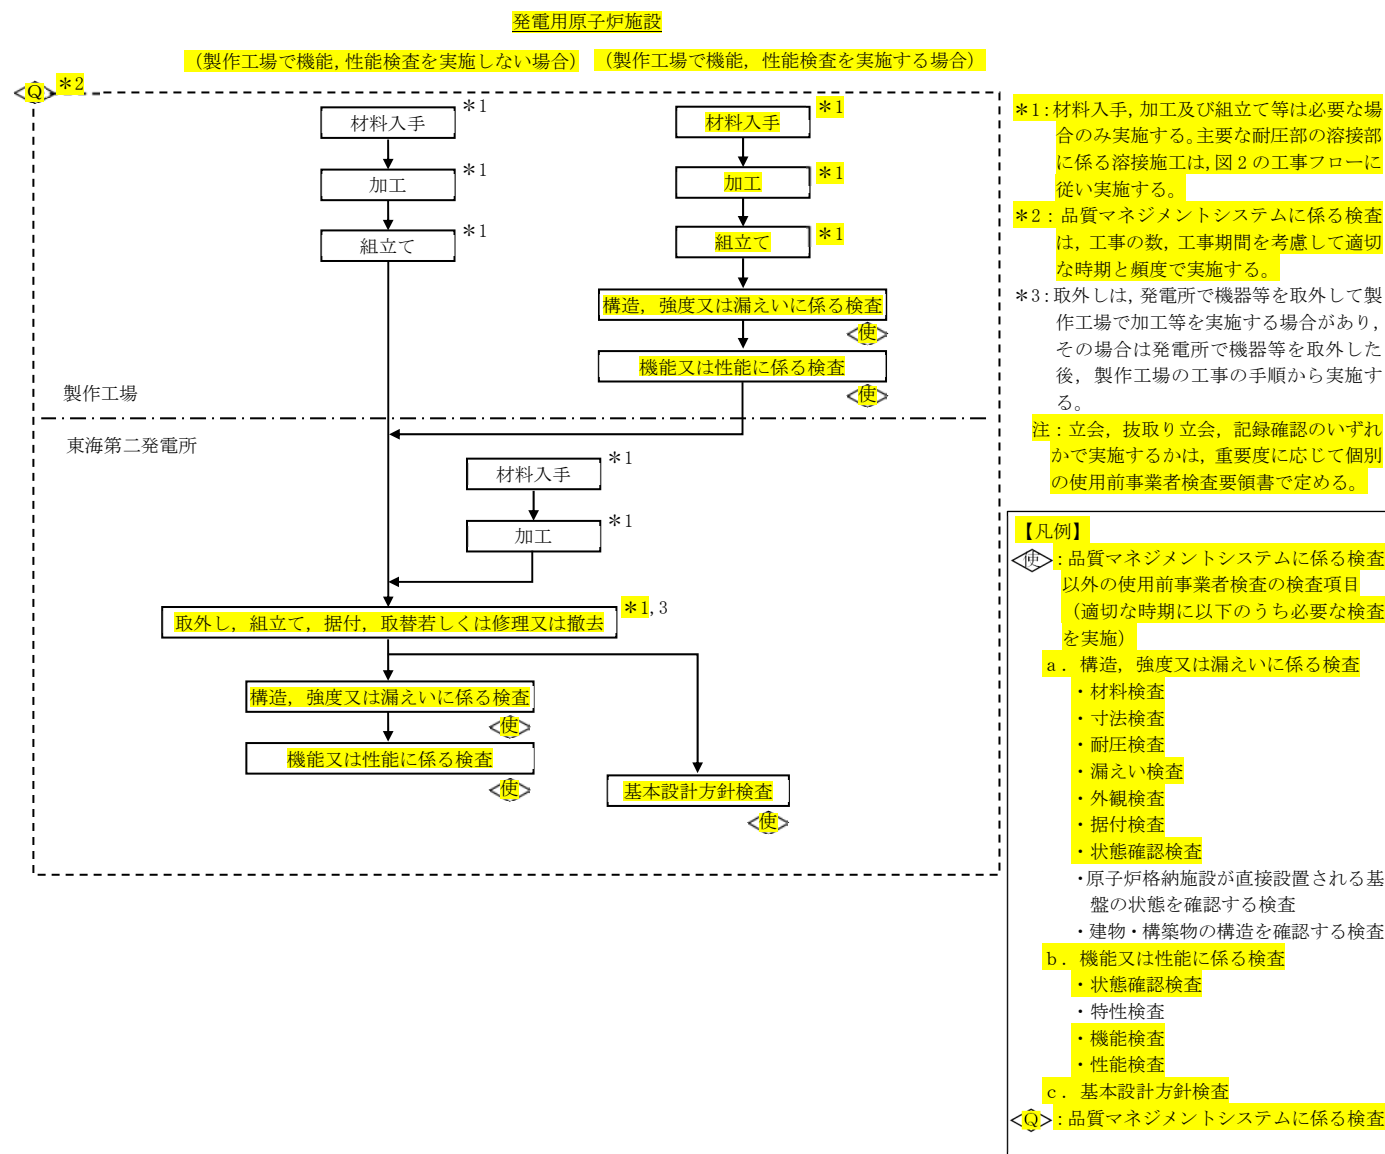 発電用原子炉施設
（製作工場で機能,性能検査を実施しない場合）
（製作工場で機能，性能検査を実施する場合）
Q
＊2
材料入手
＊1
加工
＊1
組立て
＊1
材料入手
＊1
加工
＊1
組立て
＊1
構造，強度又は漏えいに係る検査
使
機能又は性能に係る検査
使
製作工場
東海第二発電所
材料入手
＊1
加工
＊1
取外し，組立て，据付，取替若しくは修理又は撤去
＊1,3
構造，強度又は漏えいに係る検査
使
機能又は性能に係る検査
使
基本設計方針検査
使
＊1：材料入手，加工及び組立て等は必要な場
合のみ実施する。主要な耐圧部の溶接部
に係る溶接施工は，図2の工事フローに
従い実施する。
＊2：品質マネジメントシステムに係る検査
は，工事の数，工事期間を考慮して適切
な時期と頻度で実施する。
＊3：取外しは，発電所で機器等を取外して製
作工場で加工等を実施する場合があり，
その場合は発電所で機器等を取外した
後，製作工場の工事の手順から実施す
る。
注：立会，抜取り立会，記録確認のいずれ
かで実施するかは，重要度に応じて個別
の使用前事業者検査要領書で定める。
【凡例】
使：品質マネジメントシステムに係る検査
以外の使用前事業者検査の検査項目
（適切な時期に以下のうち必要な検査
を実施）
a．構造，強度又は漏えいに係る検査
・材料検査
・寸法検査
・耐圧検査
・漏えい検査
・外観検査
・据付検査
・状態確認検査
・原子炉格納施設が直接設置される基
盤の状態を確認する検査
・建物・構築物の構造を確認する検査
b．機能又は性能に係る検査
・状態確認検査
・特性検査
・機能検査
・性能検査
c．基本設計方針検査
Q：品質マネジメントシステムに係る検査